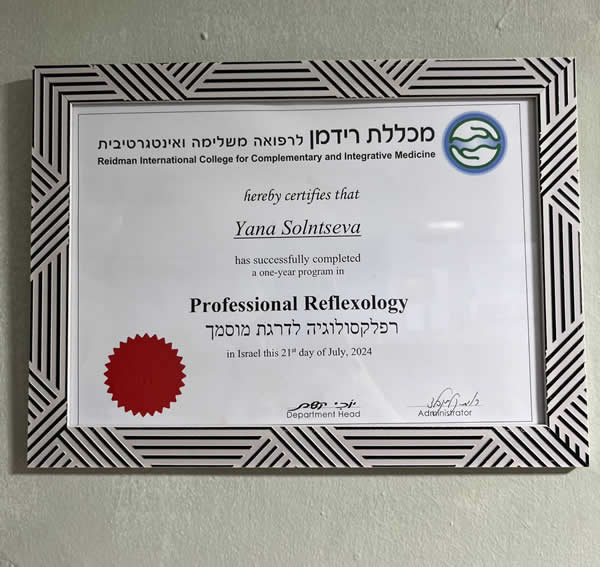 מכללת רידמן לרפואה משלימה ואינטגרטיבית
Reidman International College for Complementary and Integrative Medicine
hereby certifies that
Yana Solntseva
has successfully completed
a one-year program in
Professional Reflexology
רפלקסולוגיה לדרגת מוסמך
in Israel this 21st day of July, 2024
Department Head
Administrator